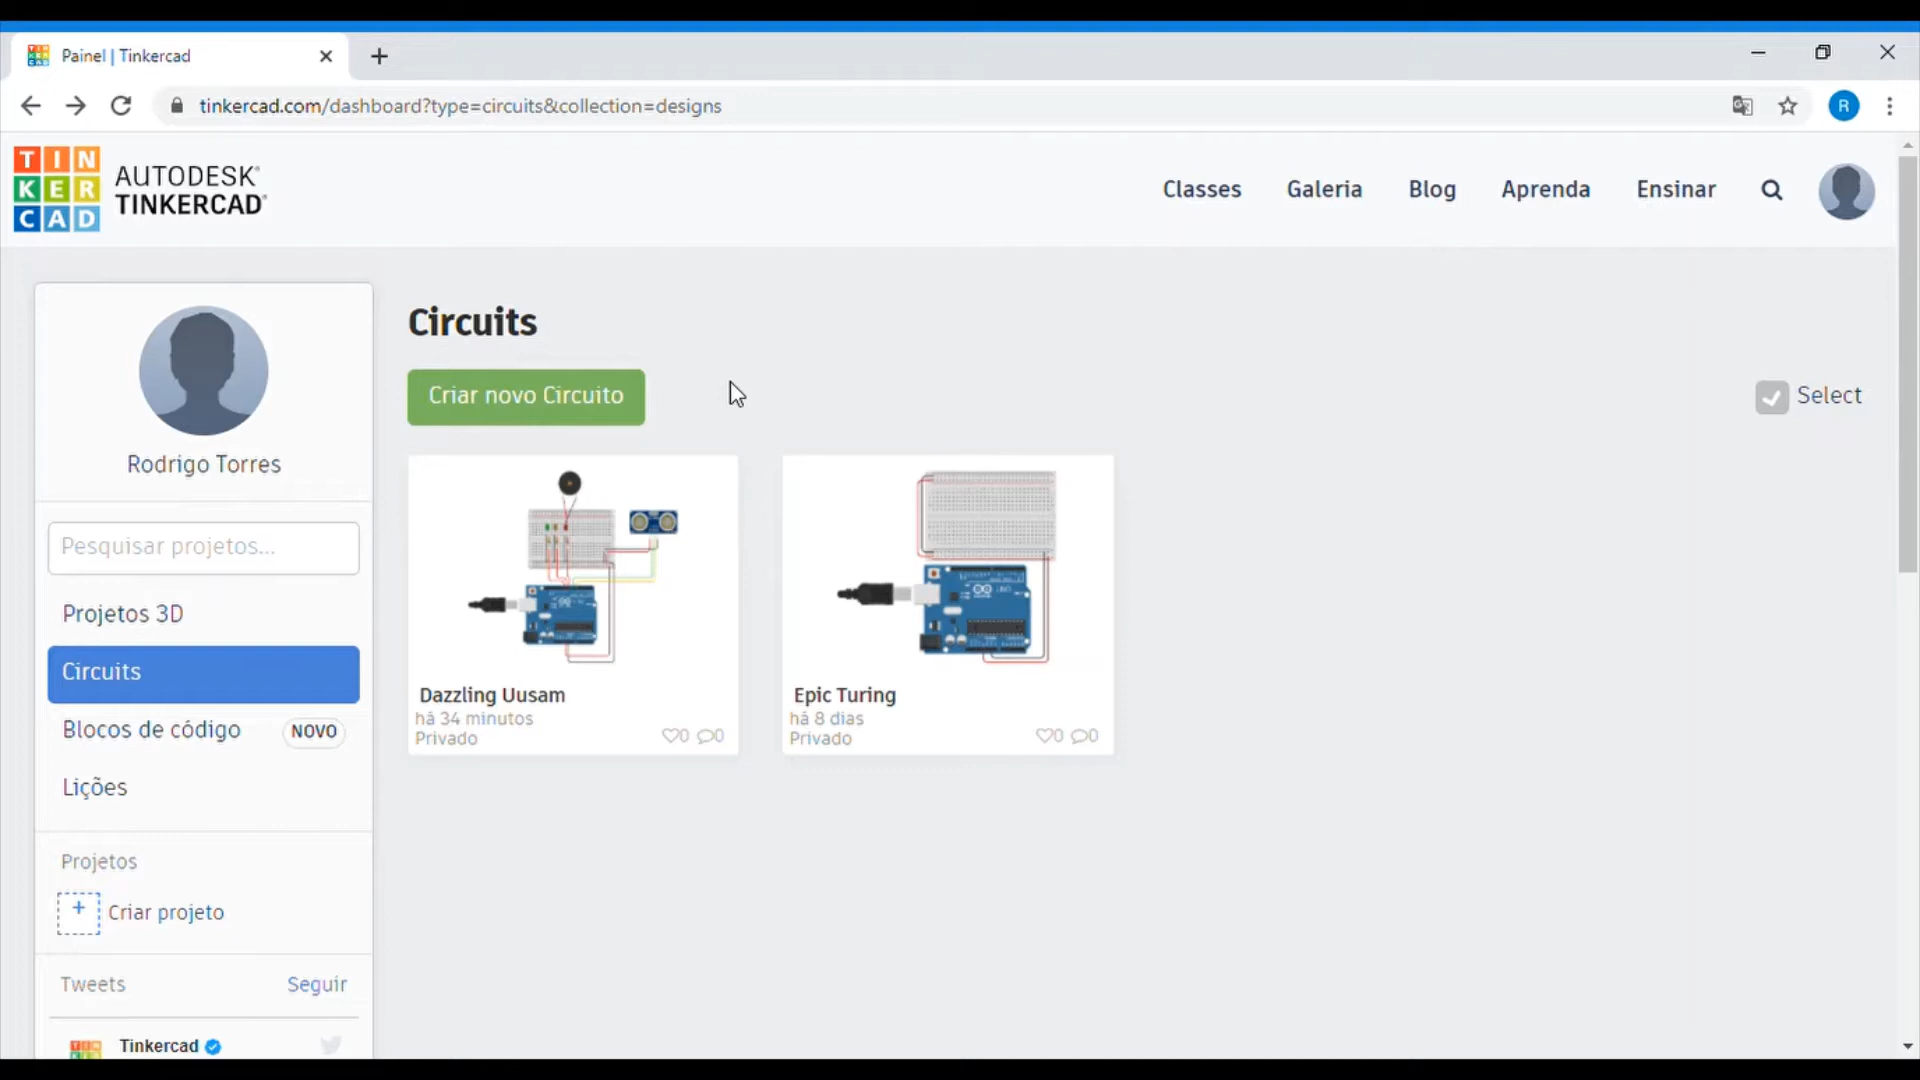 Painel | Tinkercad
tinkercad.com/dashboard?type=circuits&collection=designs
R
TIN
KER
CAD
AUTODESK®
TINKERCAD®
Classes
Galeria
Blog
Aprenda
Ensinar
Rodrigo Torres
Pesquisar projetos...
Projetos 3D
Circuits
Blocos de código
NOVO
Lições
Projetos
+ Criar projeto
Tweets
Seguir
Tinkercad
Circuits
Criar novo Circuito
Select
Dazzling Uusam
há 34 minutos
Privado
0 0
Epic Turing
há 8 dias
Privado
0 0